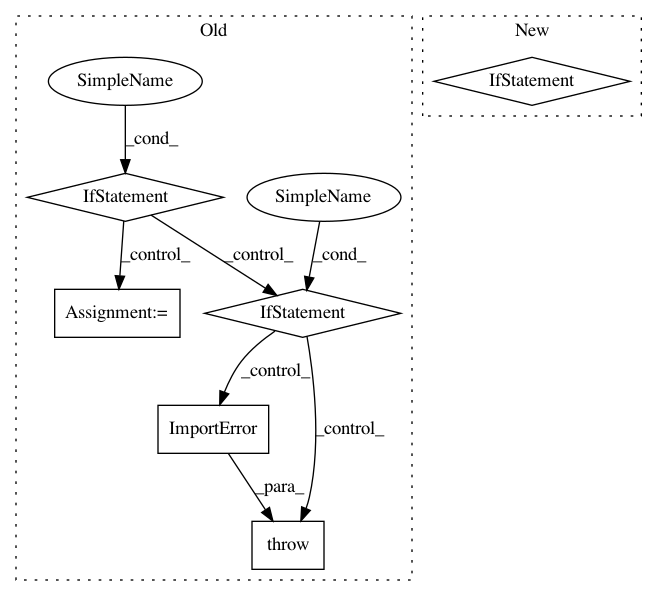 Old
New
SimpleName
IfStatement
_cond_
IfStatement
SimpleName
_control_
_control_
_cond_
Assignment:=
IfStatement
_control_
ImportError
_control_
_para_
throw